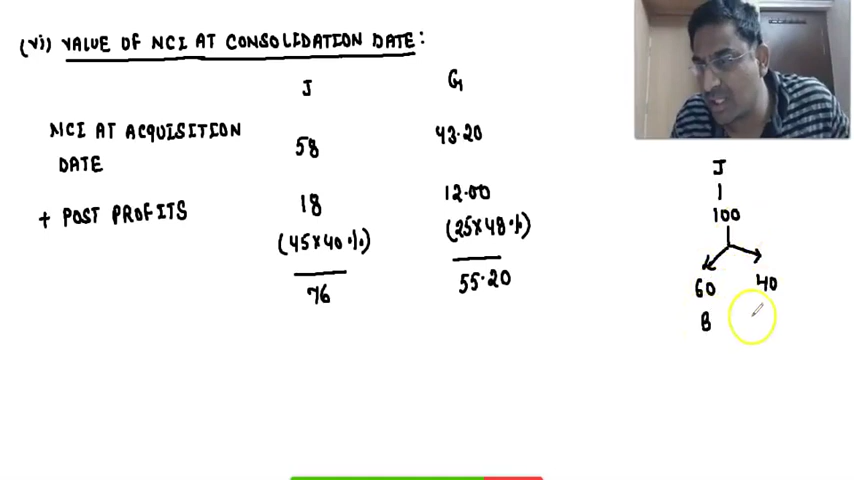 (vi) VALUE OF NCI AT CONSOLIDATION DATE:
J G
NCI AT ACQUISITION DATE 58 43.20
+ POST PROFITS 18 12.00
(45×40%) (25×48%)
76 55.20
J
100
60 40
B